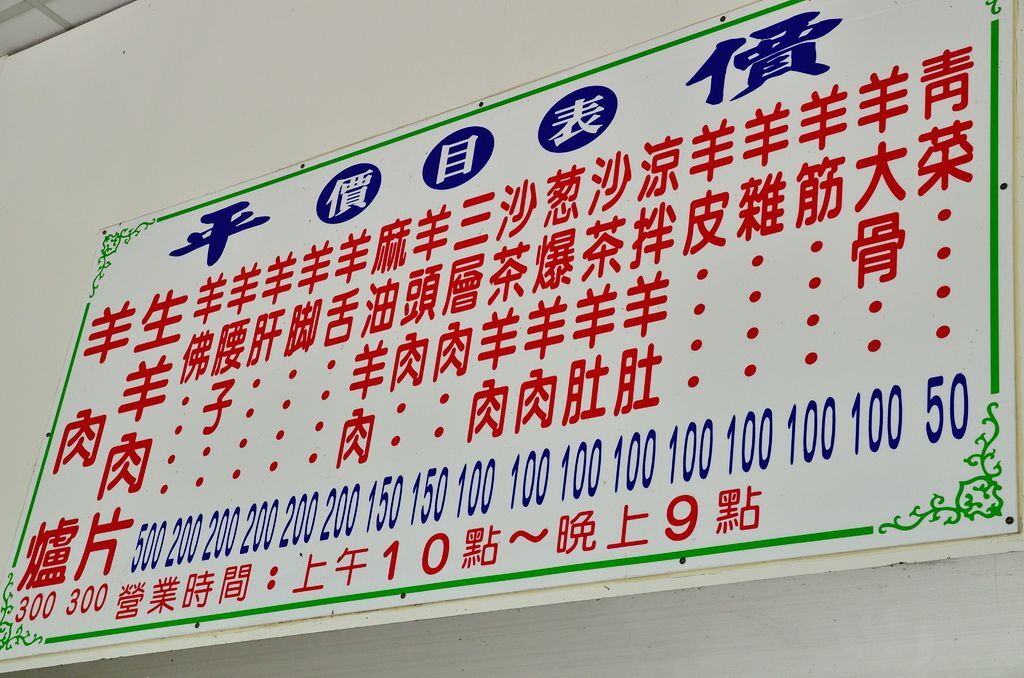 平價目表價
羊肉爐 300
生羊肉片 300
羊佛 500
羊腰子 200
羊肝 200
羊脚 200
羊舌 200
麻油羊肉 200
羊頭肉 150
三層肉 150
沙茶羊肉 100
葱爆羊肉 100
沙茶羊肚 100
涼拌羊肚 100
羊皮 100
羊雜 100
羊筋 100
羊大骨 100
青菜 50
營業時間：上午10點～晚上9點